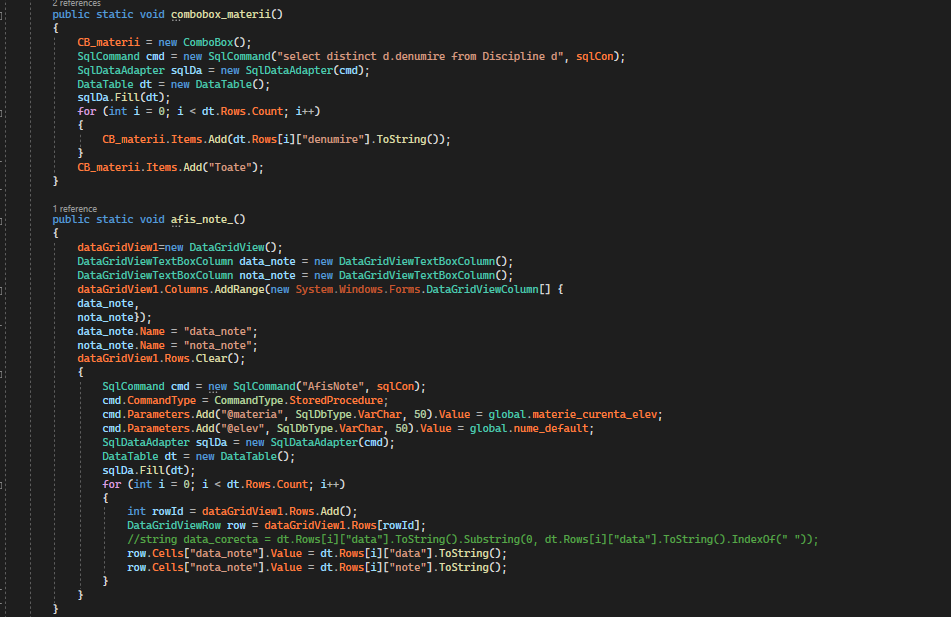 2 references
public static void combobox_materii()
{
CB_materii = new ComboBox();
SqlCommand cmd = new SqlCommand("select distinct d.denumire from Discipline d", sqlCon);
SqlDataAdapter sqlDa = new SqlDataAdapter(cmd);
DataTable dt = new DataTable();
sqlDa.Fill(dt);
for (int i = 0; i < dt.Rows.Count; i++)
{
CB_materii.Items.Add(dt.Rows[i]["denumire"].ToString());
}
CB_materii.Items.Add("Toate");
}
1 reference
public static void afis_note_()
{
dataGridView1=new DataGridView();
DataGridViewTextBoxColumn data_note = new DataGridViewTextBoxColumn();
DataGridViewTextBoxColumn nota_note = new DataGridViewTextBoxColumn();
dataGridView1.Columns.AddRange(new System.Windows.Forms.DataGridViewColumn[] {
data_note,
nota_note});
data_note.Name = "data_note";
nota_note.Name = "nota_note";
dataGridView1.Rows.Clear();
{
SqlCommand cmd = new SqlCommand("AfisNote", sqlCon);
cmd.CommandType = CommandType.StoredProcedure;
cmd.Parameters.Add("@materia", SqlDbType.VarChar, 50).Value = global.materie_curenta_elev;
cmd.Parameters.Add("@elev", SqlDbType.VarChar, 50).Value = global.nume_default;
SqlDataAdapter sqlDa = new SqlDataAdapter(cmd);
DataTable dt = new DataTable();
sqlDa.Fill(dt);
for (int i = 0; i < dt.Rows.Count; i++)
{
int rowId = dataGridView1.Rows.Add();
DataGridViewRow row = dataGridView1.Rows[rowId];
//string data_corecta = dt.Rows[i]["data"].ToString().Substring(0, dt.Rows[i]["data"].ToString().IndexOf(" "));
row.Cells["data_note"].Value = dt.Rows[i]["data"].ToString();
row.Cells["nota_note"].Value = dt.Rows[i]["note"].ToString();
}
}
}